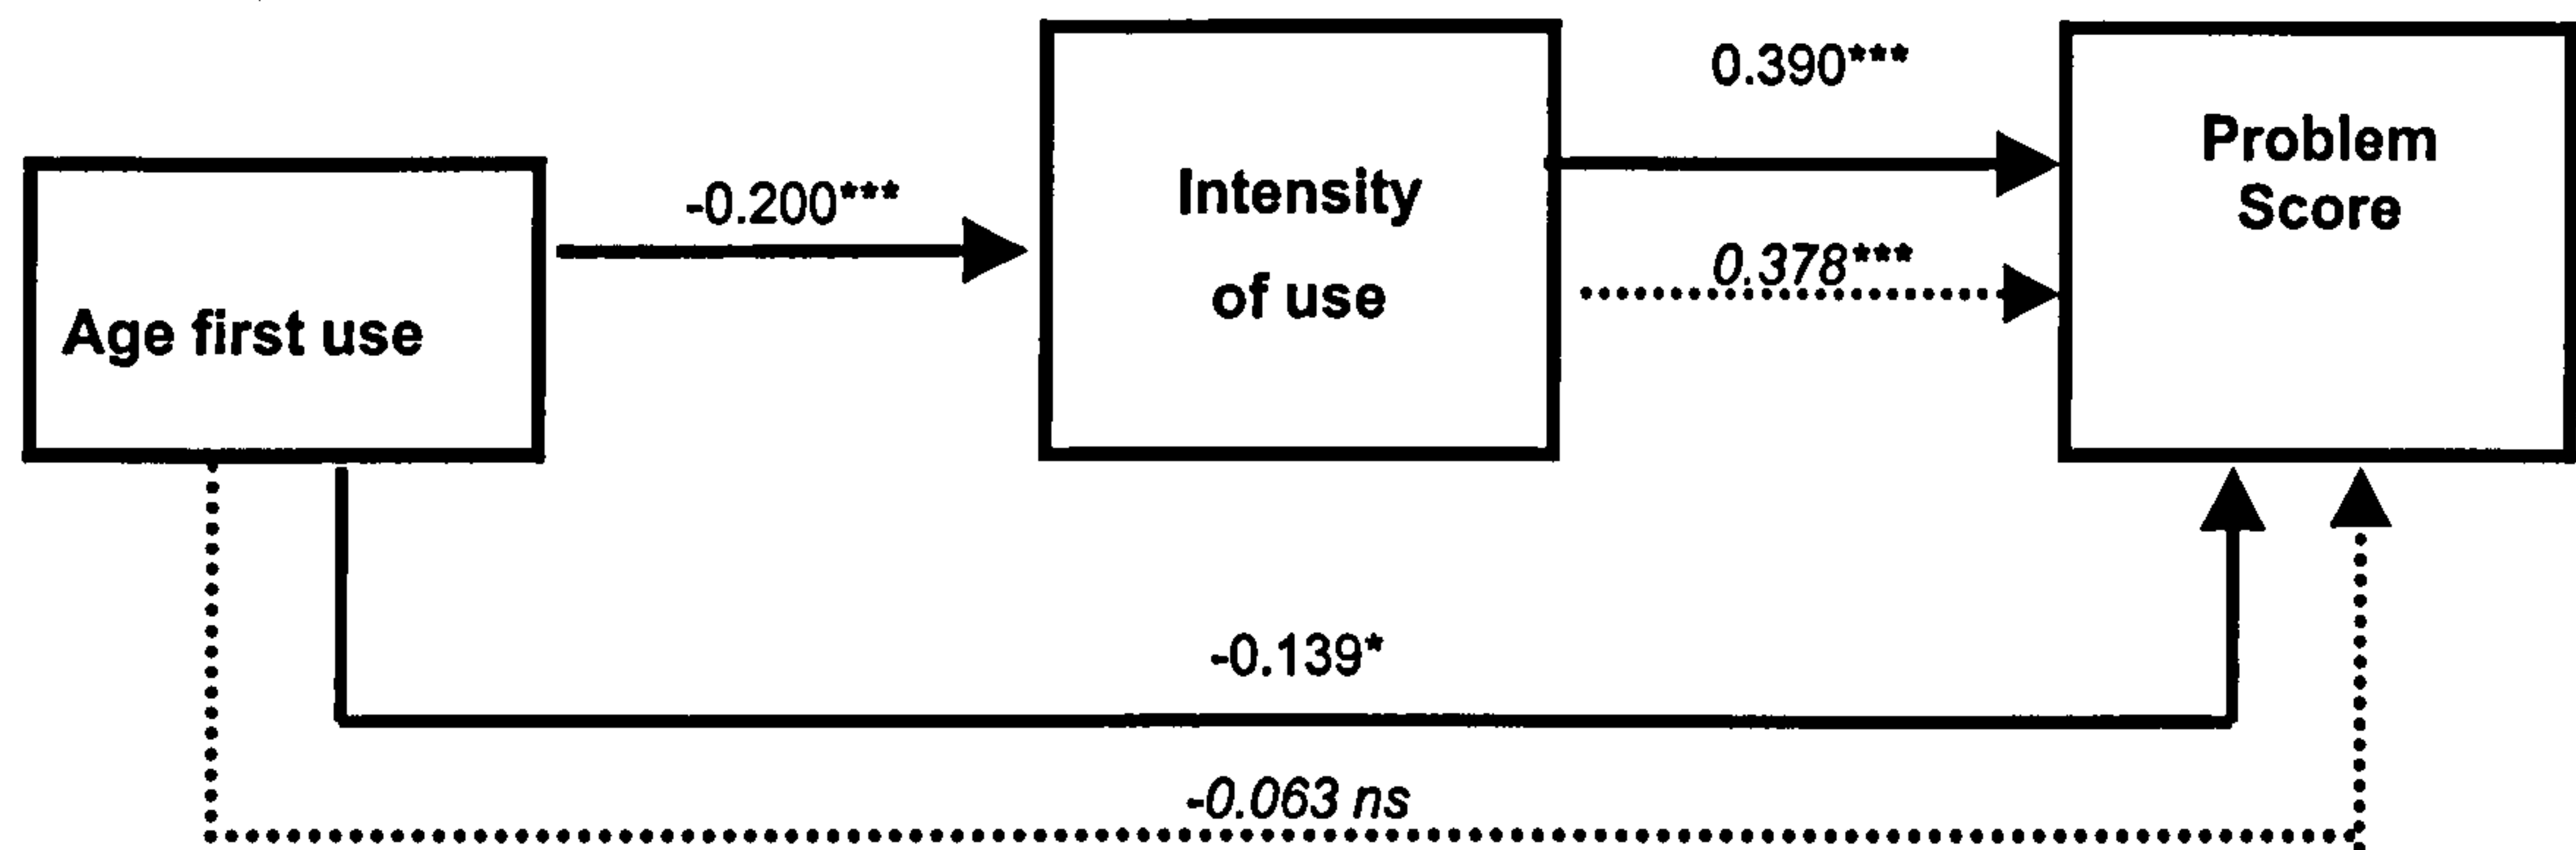 0.390***
Problem
Score
-0.200***
Intensity
of use
0.378***
Age first use
-0.139*
-0.063 ns